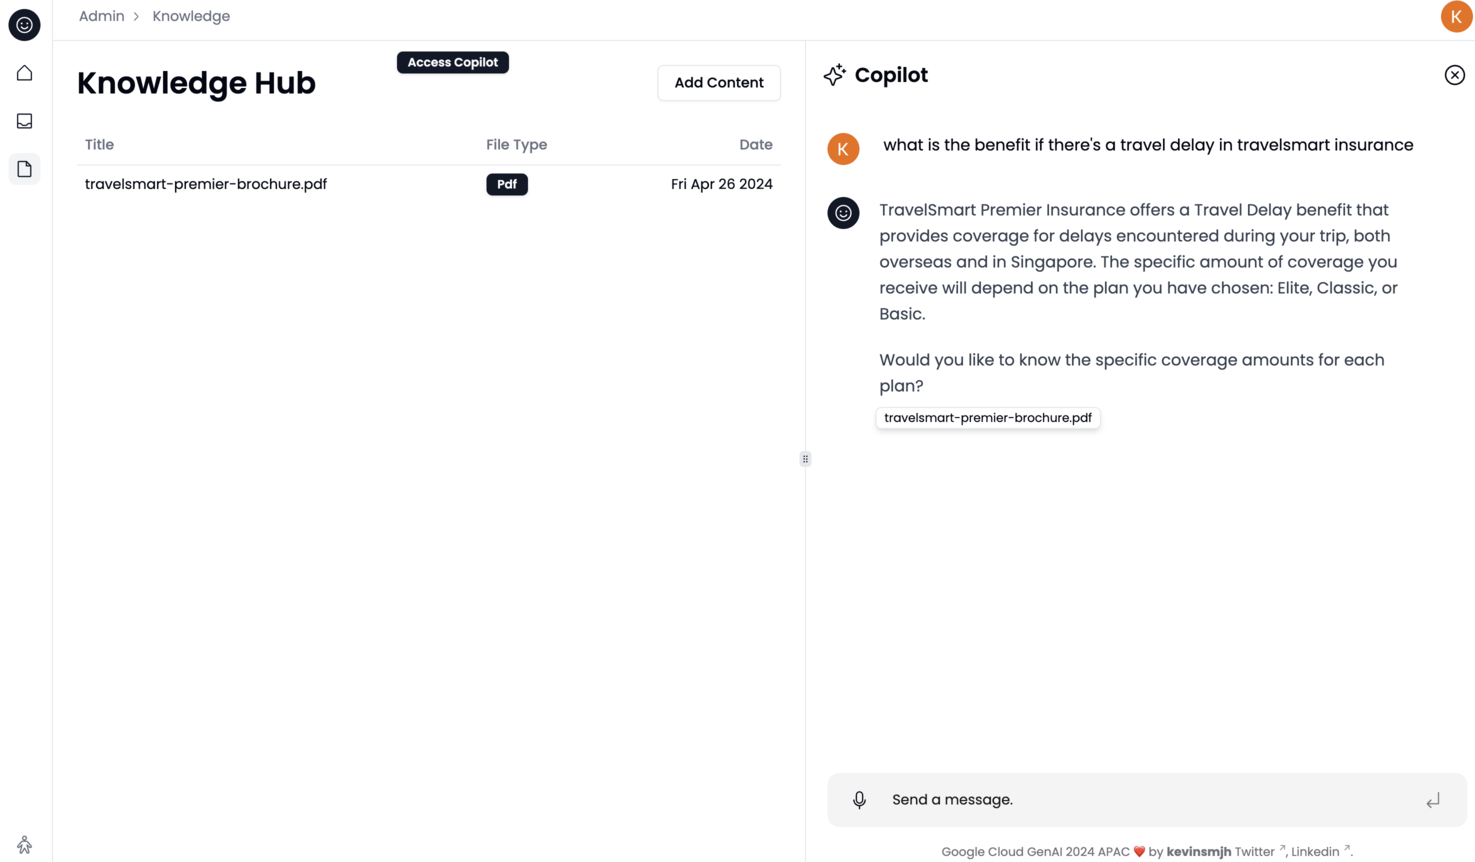 Admin > Knowledge
K
Access Copilot
Knowledge Hub
Add Content
Title File Type Date
travelsmart-premier-brochure.pdf Pdf Fri Apr 26 2024
Copilot
K
what is the benefit if there's a travel delay in travelsmart insurance
TravelSmart Premier Insurance offers a Travel Delay benefit that
provides coverage for delays encountered during your trip, both
overseas and in Singapore. The specific amount of coverage you
receive will depend on the plan you have chosen: Elite, Classic, or
Basic.
Would you like to know the specific coverage amounts for each
plan?
travelsmart-premier-brochure.pdf
Send a message.
Google Cloud GenAI 2024 APAC ❤️ by kevinsmjh Twitter ↗, Linkedin ↗.